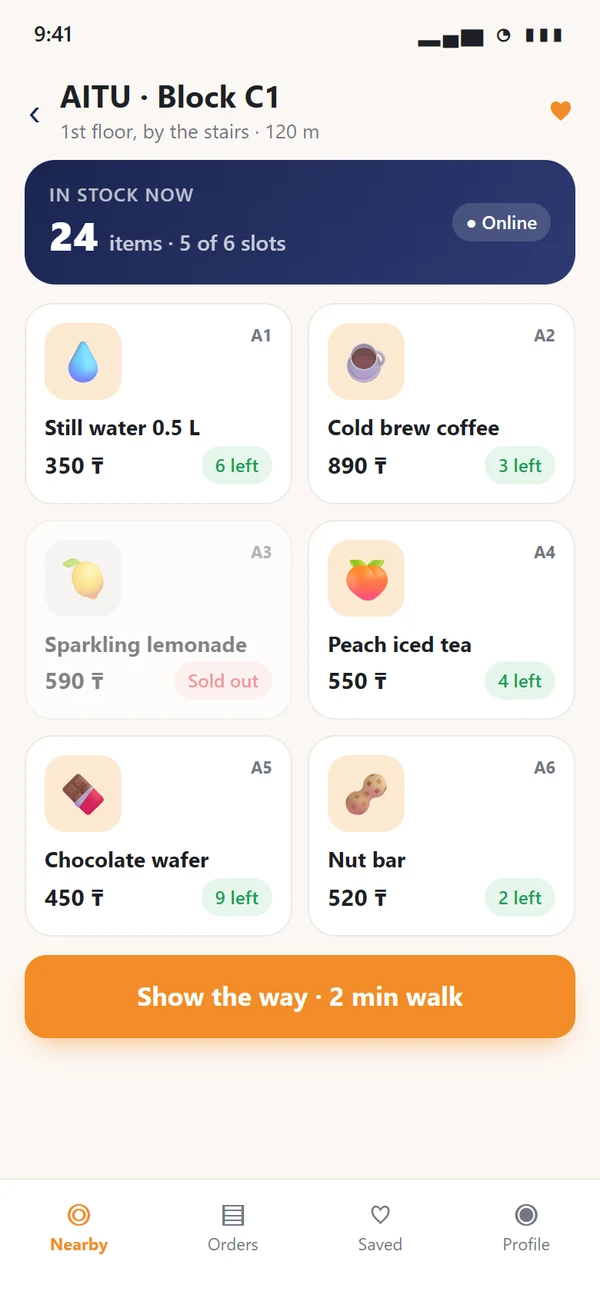 9:41
AITU · Block C1
1st floor, by the stairs · 120 m
IN STOCK NOW
24 items · 5 of 6 slots
• Online
A1
Still water 0.5 L
350 ₸
6 left
A2
Cold brew coffee
890 ₸
3 left
A3
Sparkling lemonade
590 ₸
Sold out
A4
Peach iced tea
550 ₸
4 left
A5
Chocolate wafer
450 ₸
9 left
A6
Nut bar
520 ₸
2 left
Show the way · 2 min walk
Nearby
Orders
Saved
Profile